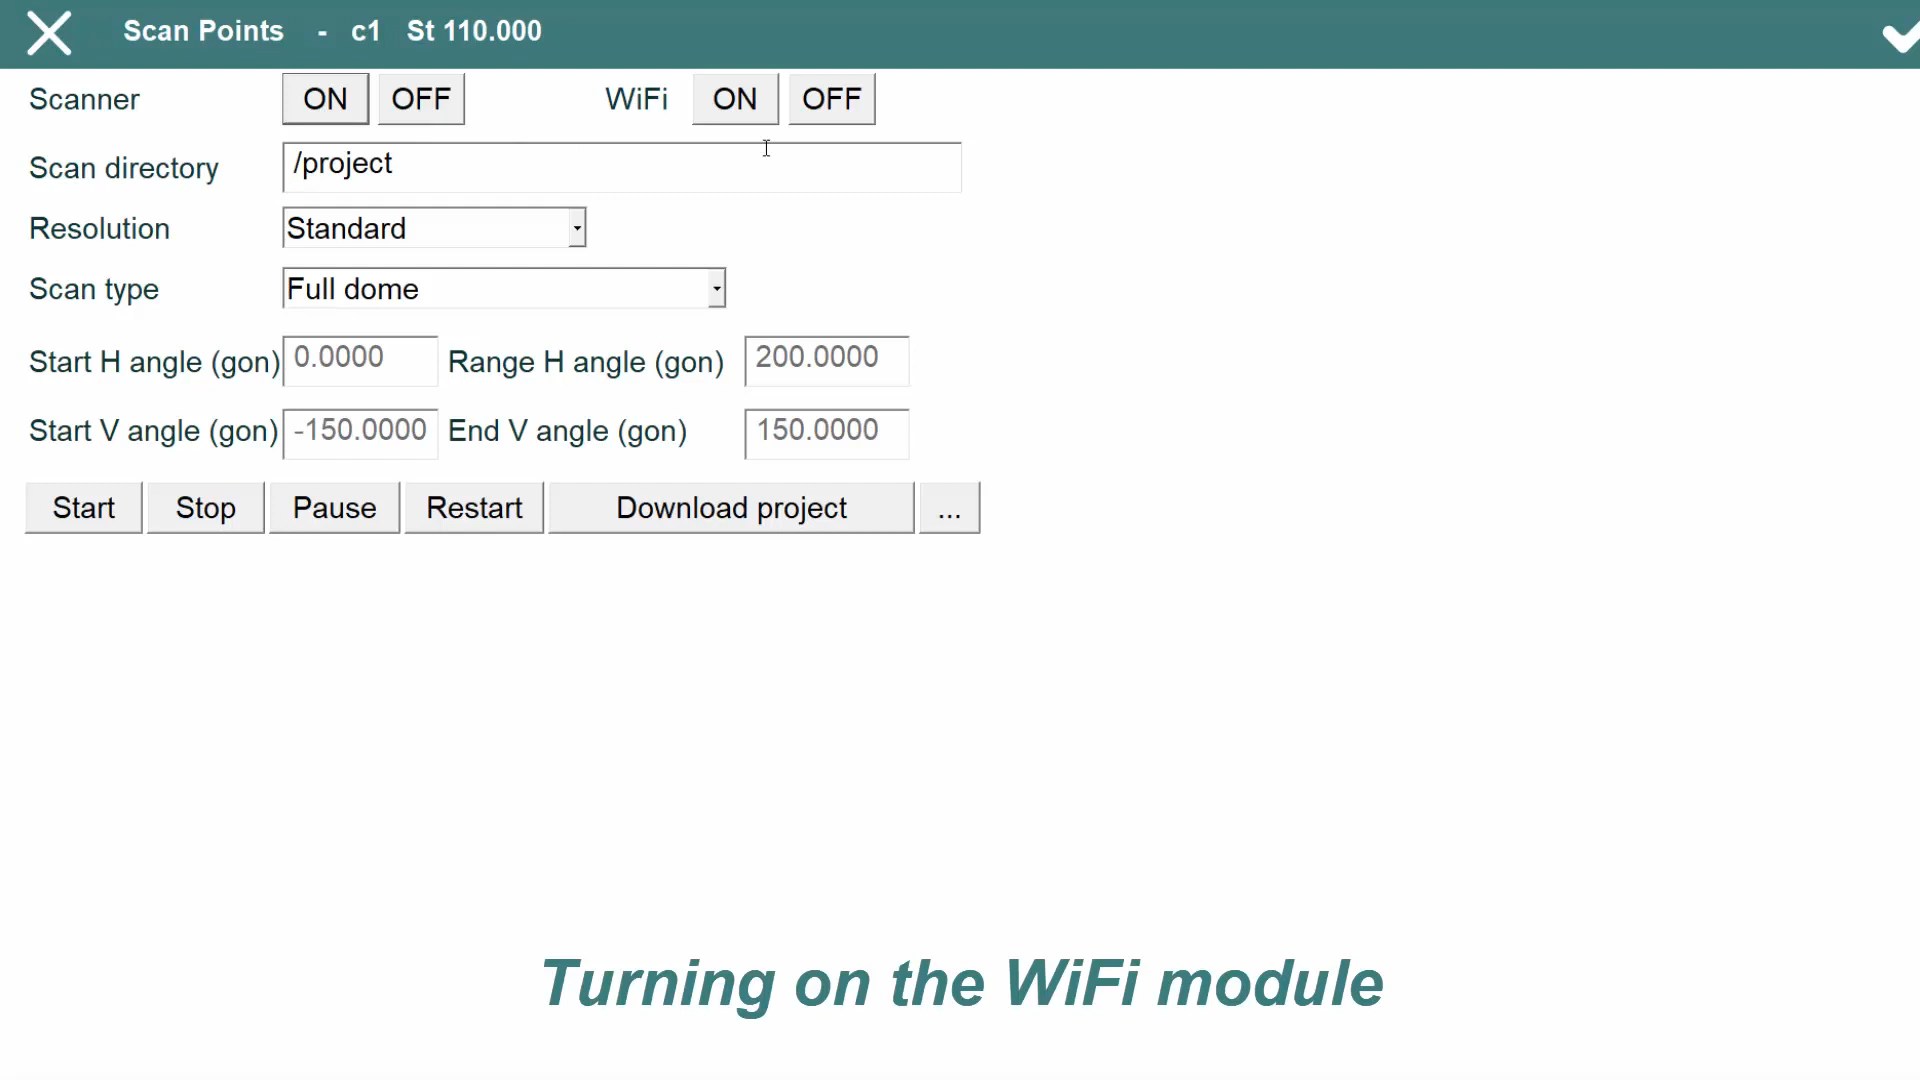 Scan Points - c1 St 110.000
Scanner ON OFF WiFi ON OFF
Scan directory /project
Resolution Standard
Scan type Full dome
Start H angle (gon) 0.0000 Range H angle (gon) 200.0000
Start V angle (gon) -150.0000 End V angle (gon) 150.0000
Start Stop Pause Restart Download project ...
Turning on the WiFi module